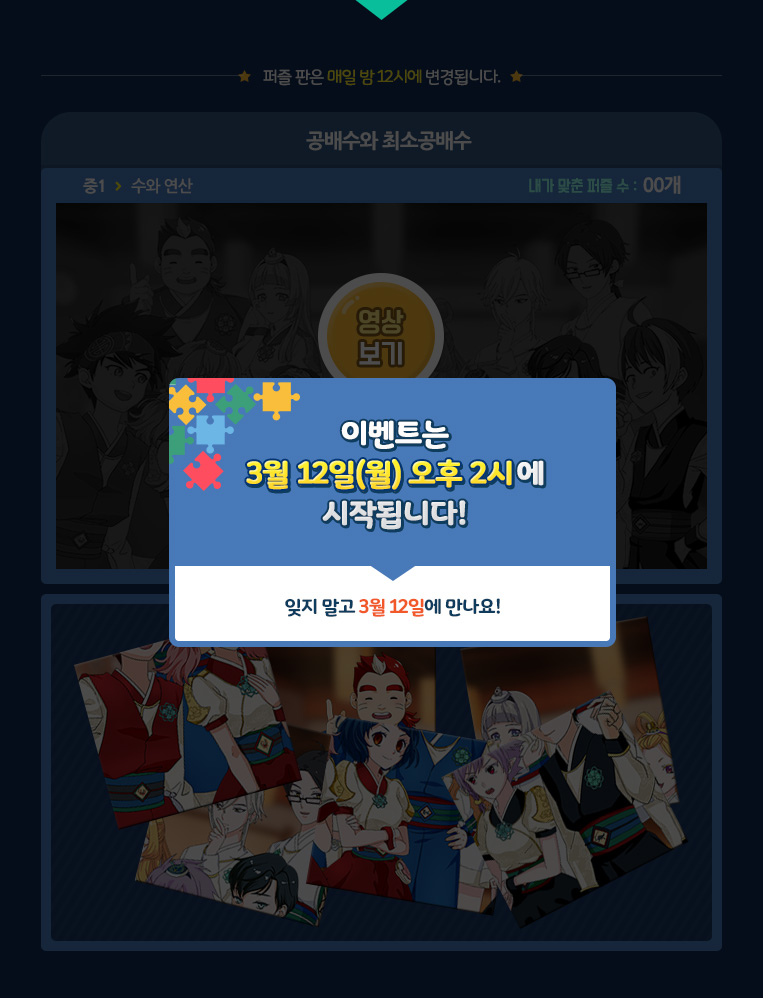 퍼즐 판은 매일 밤 12시에 변경됩니다.
공배수와 최소공배수
중1 > 수와 연산
내가 맞춘 퍼즐 수 : 00개
영상
보기
이벤트는
3월 12일(월) 오후 2시에
시작됩니다!
잊지 말고 3월 12일에 만나요!